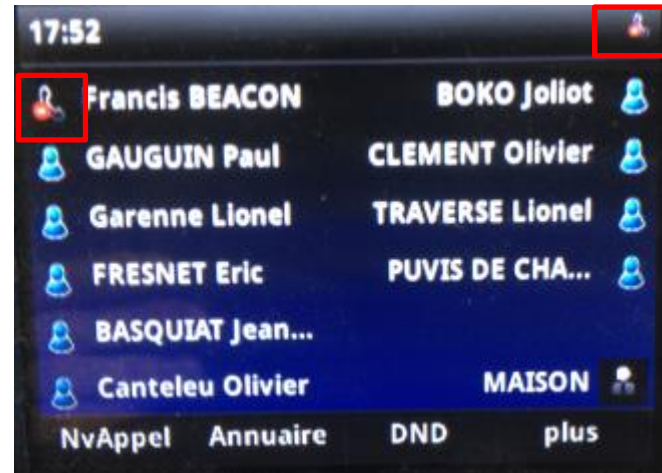 17:52
Francis BEACON BOKO Joliot
GAUGUIN Paul CLEMENT Olivier
Garenne Lionel TRAVERSE Lionel
FRESNET Eric PUVIS DE CHA...
BASQUIAT Jean...
Canteleu Olivier MAISON
NvAppel Annuaire DND plus